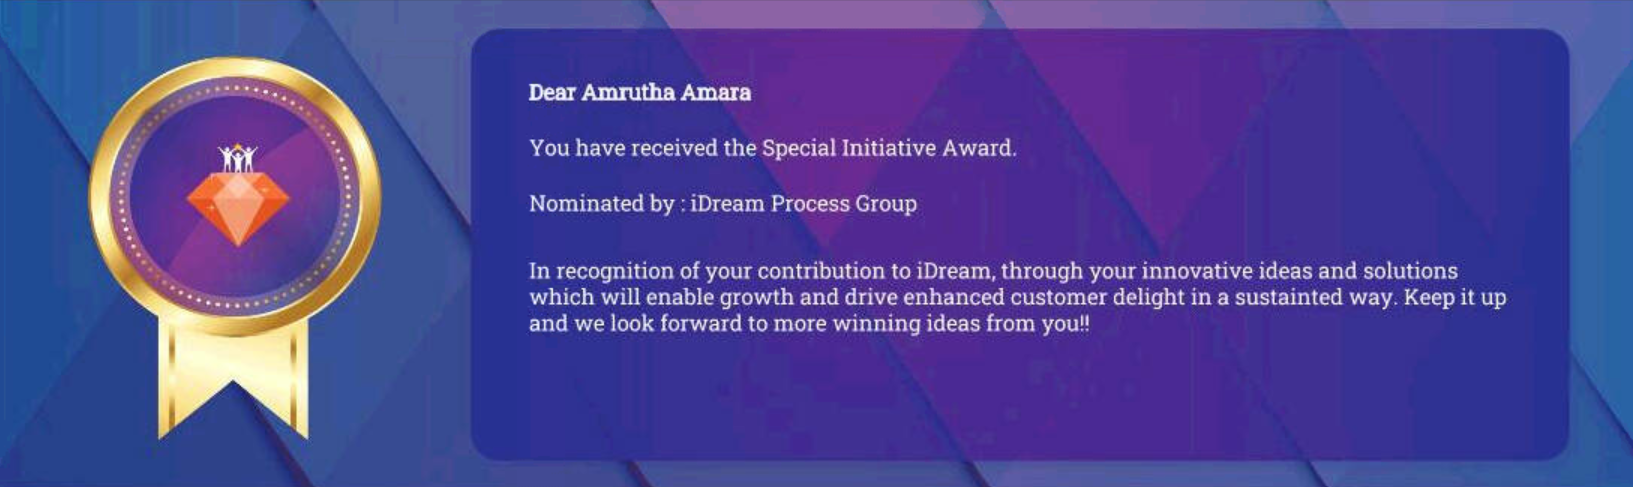 Dear Amrutha Amara
You have received the Special Initiative Award.
Nominated by : iDream Process Group
In recognition of your contribution to iDream, through your innovative ideas and solutions
which will enable growth and drive enhanced customer delight in a sustainted way. Keep it up
and we look forward to more winning ideas from you!!